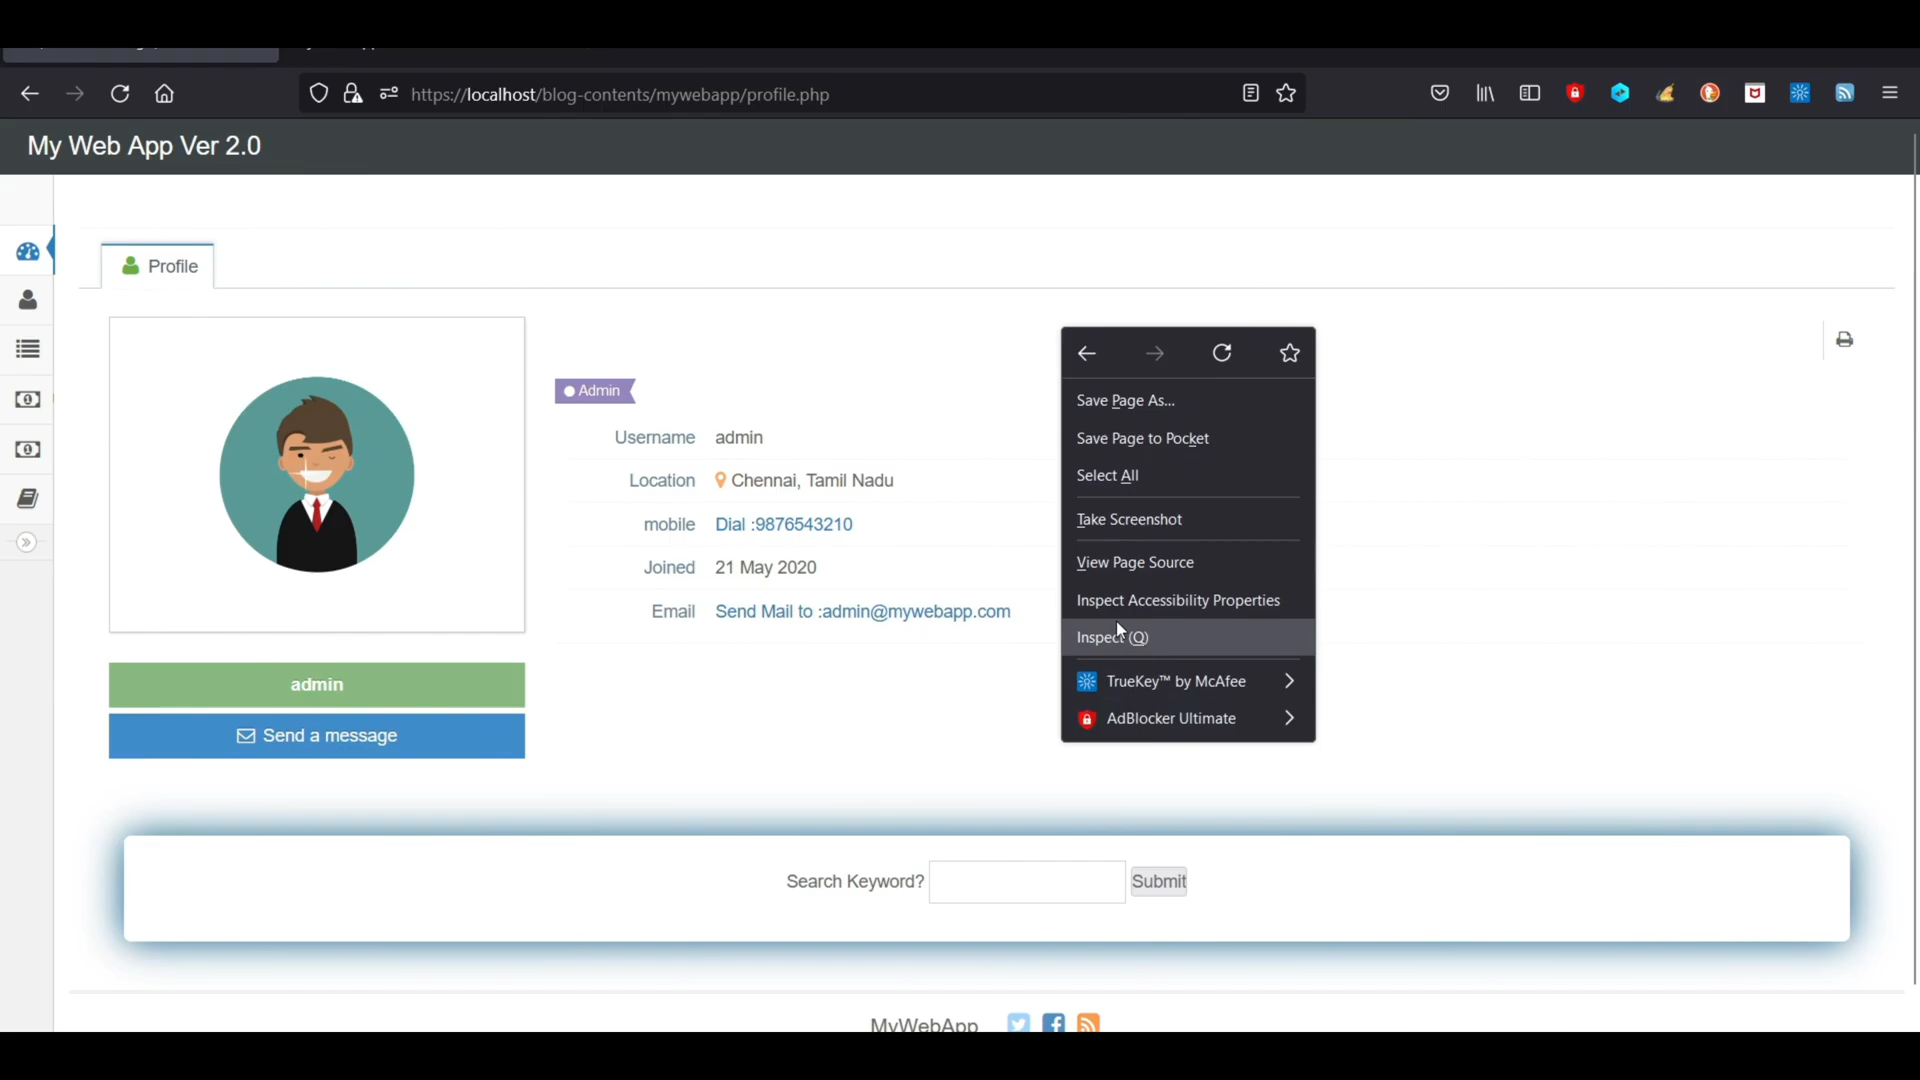 https://localhost/blog-contents/mywebapp/profile.php
My Web App Ver 2.0
Profile
Admin
Username admin
Location Chennai, Tamil Nadu
mobile Dial :9876543210
Joined 21 May 2020
Email Send Mail to :admin@mywebapp.com
admin
Send a message
Save Page As...
Save Page to Pocket
Select All
Take Screenshot
View Page Source
Inspect Accessibility Properties
Inspect (Q)
TrueKey™ by McAfee
AdBlocker Ultimate
Search Keyword? Submit
MyWebApp